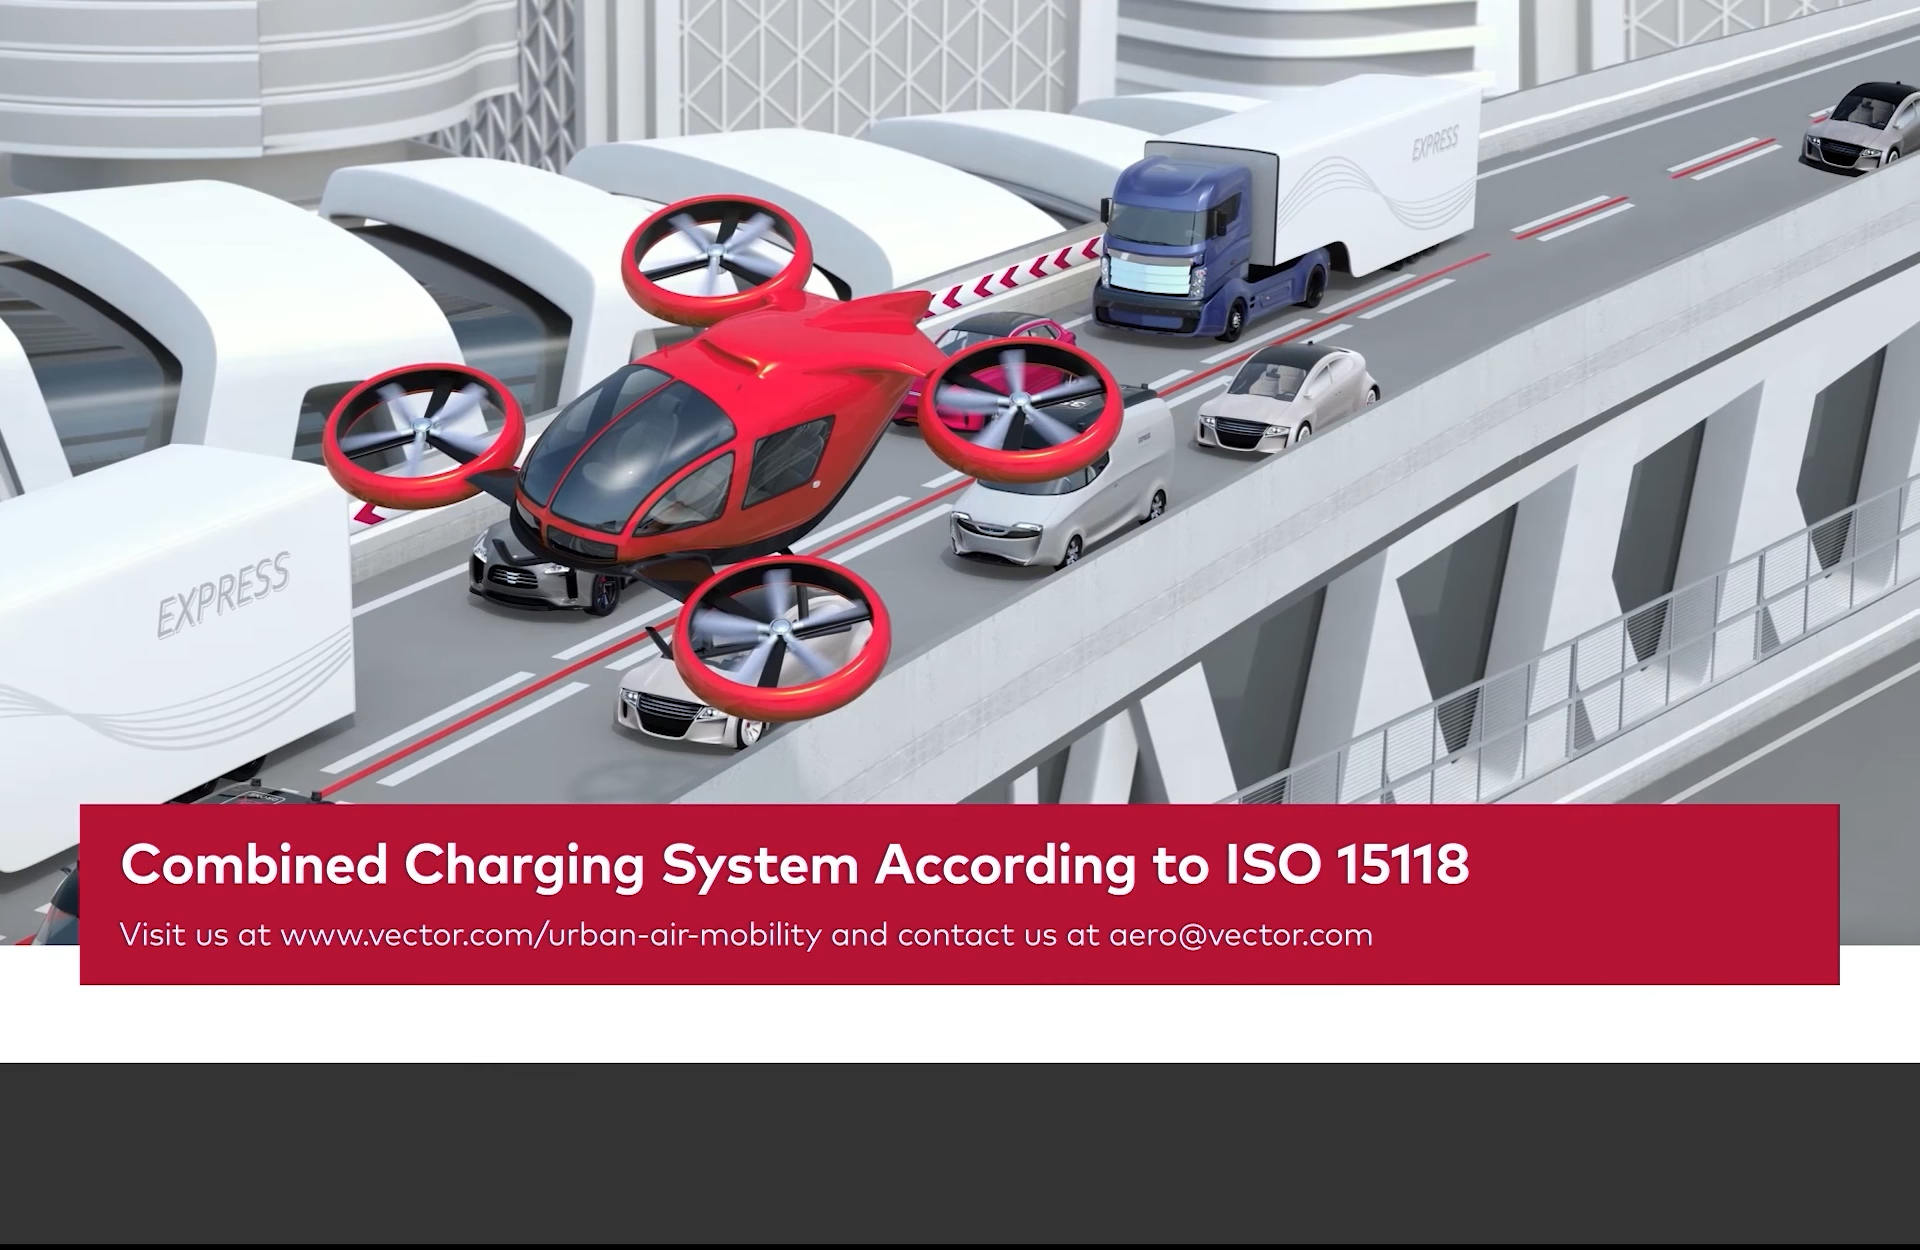 EXPRESS
EXPRESS
Combined Charging System According to ISO 15118
Visit us at www.vector.com/urban-air-mobility and contact us at aero@vector.com